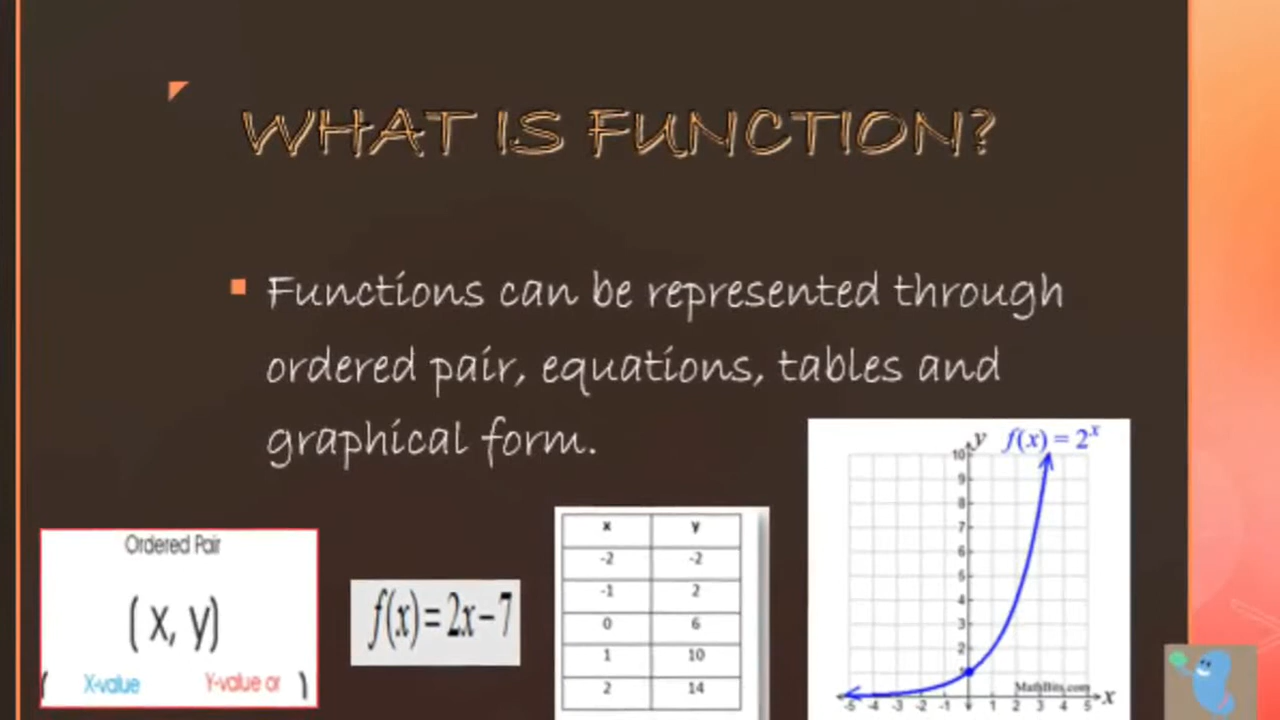 WHAT IS FUNCTION?
Functions can be represented through
ordered pair, equations, tables and
graphical form.
Ordered Pair
( x, y)
( X-value Y-value or )
f(x)=2x-7
x y
-2 -2
-1 2
0 6
1 10
2 14
y f(x) = 2ˣ
10
9
8
7
6
5
4
3
2
MathBits.com
-5 -4 -3 -2 -1 1 2 3 4 5 x